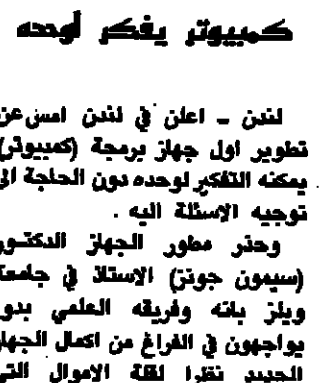 كمبيوتر يفكر لوحده
لندن - اعلن في لندن امس عن
تطوير اول جهاز برمجة (كمبيوتر)
يمكنه التفكير لوحده دون الحاجة الى
توجيه الاسئلة اليه .
وحذر مطور الجهاز الدكتور
(سيمون جونز) الاستاذ في جامعة
ويلز بانه وفريقه العلمي بدو
يواجهون في الفراغ من اكمال الجهاز
الجديد نظرا لقلة الاموال التي